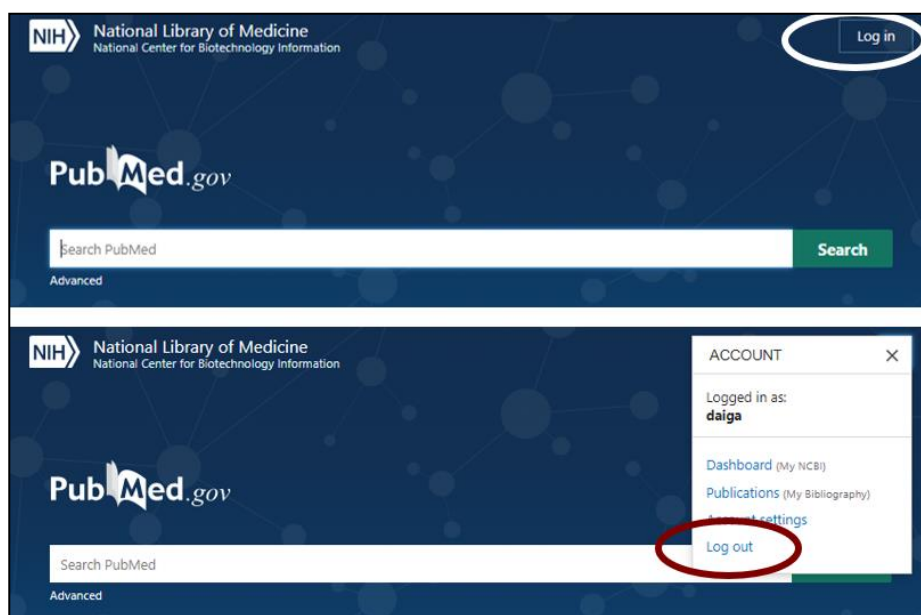 NIH National Library of Medicine
National Center for Biotechnology Information
Log in
PubMed.gov
Search PubMed
Search
Advanced
NIH National Library of Medicine
National Center for Biotechnology Information
ACCOUNT
Logged in as:
daiga
Dashboard (My NCBI)
Publications (My Bibliography)
Account settings
Log out
PubMed.gov
Search PubMed
Advanced